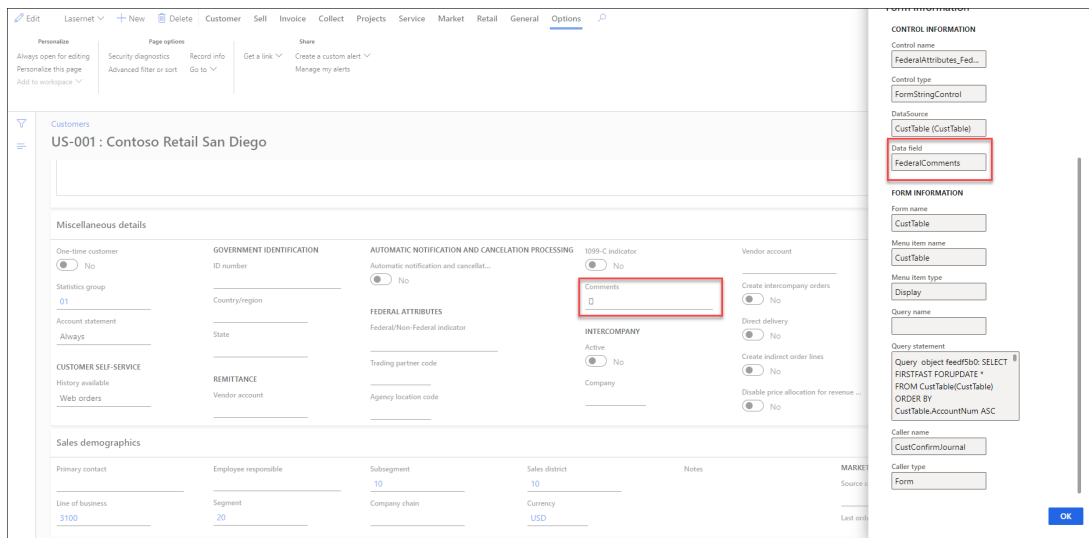 Edit Lasernet + New Delete Customer Sell Invoice Collect Projects Service Market Retail General Options
Personalize
Always open for editing
Personalize this page
Add to workspace
Page options
Security diagnostics Record info
Advanced filter or sort Go to
Share
Get a link Create a custom alert
Manage my alerts
Customers
US-001 : Contoso Retail San Diego
Miscellaneous details
One-time customer
No
Statistics group
01
Account statement
Always
CUSTOMER SELF-SERVICE
History available
Web orders
GOVERNMENT IDENTIFICATION
ID number
Country/region
State
REMITTANCE
Vendor account
AUTOMATIC NOTIFICATION AND CANCELATION PROCESSING
Automatic notification and cancellat...
No
FEDERAL ATTRIBUTES
Federal/Non-Federal indicator
Trading partner code
Agency location code
1099-C indicator
No
Comments
INTERCOMPANY
Active
No
Company
Vendor account
Create intercompany orders
No
Direct delivery
No
Create indirect order lines
No
Disable price allocation for revenue ...
No
Sales demographics
Primary contact
Line of business
3100
Employee responsible
Segment
20
Subsegment
10
Company chain
Sales district
10
Currency
USD
Notes
MARKET
Source c
Last ord
Form information
CONTROL INFORMATION
Control name
FederalAttributes_Fed...
Control type
FormStringControl
DataSource
CustTable (CustTable)
Data field
FederalComments
FORM INFORMATION
Form name
CustTable
Menu item name
CustTable
Menu item type
Display
Query name
Query statement
Query object feedf5b0: SELECT
FIRSTFAST FORUPDATE *
FROM CustTable(CustTable)
ORDER BY
CustTable.AccountNum ASC
Caller name
CustConfirmJournal
Caller type
Form
OK